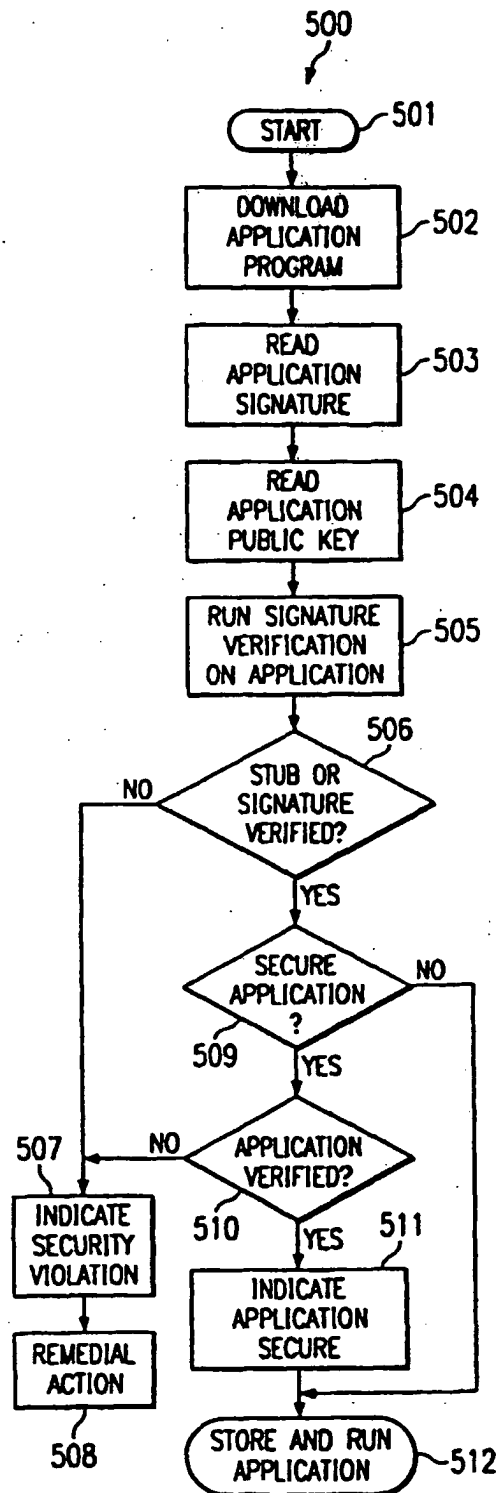 500
START
501
DOWNLOAD
APPLICATION
PROGRAM
502
READ
APPLICATION
SIGNATURE
503
READ
APPLICATION
PUBLIC KEY
504
RUN SIGNATURE
VERIFICATION
ON APPLICATION
505
506
STUB OR
SIGNATURE
VERIFIED?
NO
YES
SECURE
APPLICATION
?
509
NO
YES
APPLICATION
VERIFIED?
510
NO
YES
507
INDICATE
SECURITY
VIOLATION
511
INDICATE
APPLICATION
SECURE
REMEDIAL
ACTION
508
STORE AND RUN
APPLICATION
512